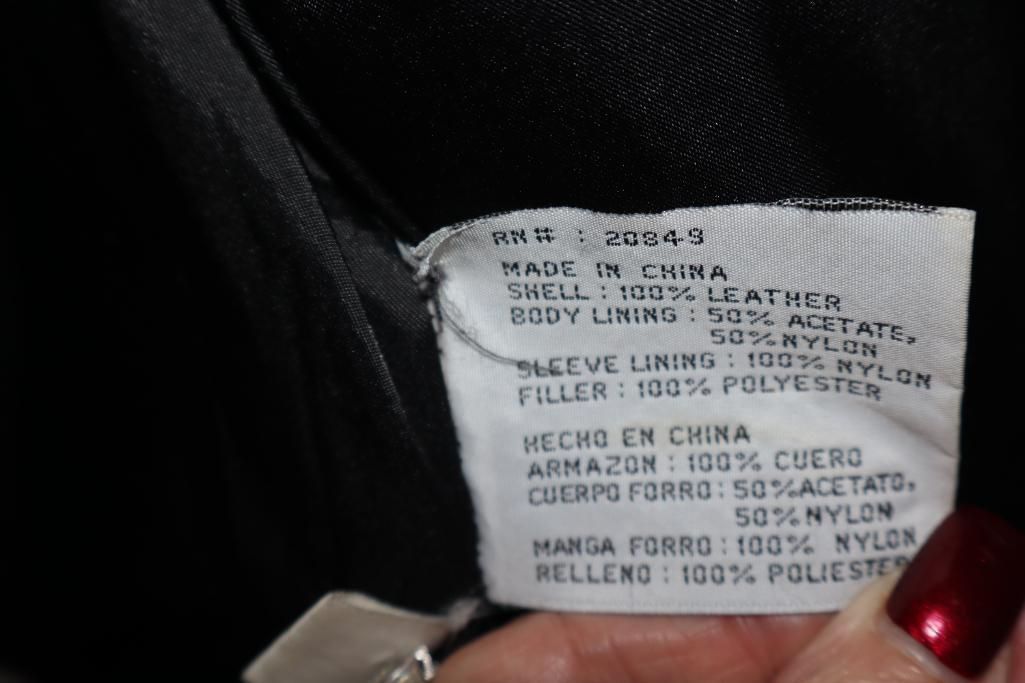 RN# : 20849
MADE IN CHINA
SHELL : 100% LEATHER
BODY LINING : 50% ACETATE,
50% NYLON
SLEEVE LINING : 100% NYLON
FILLER : 100% POLYESTER
HECHO EN CHINA
ARMAZON : 100% CUERO
CUERPO FORRO : 50% ACETATO,
50% NYLON
MANGA FORRO : 100% NYLON
RELLENO : 100% POLIESTER